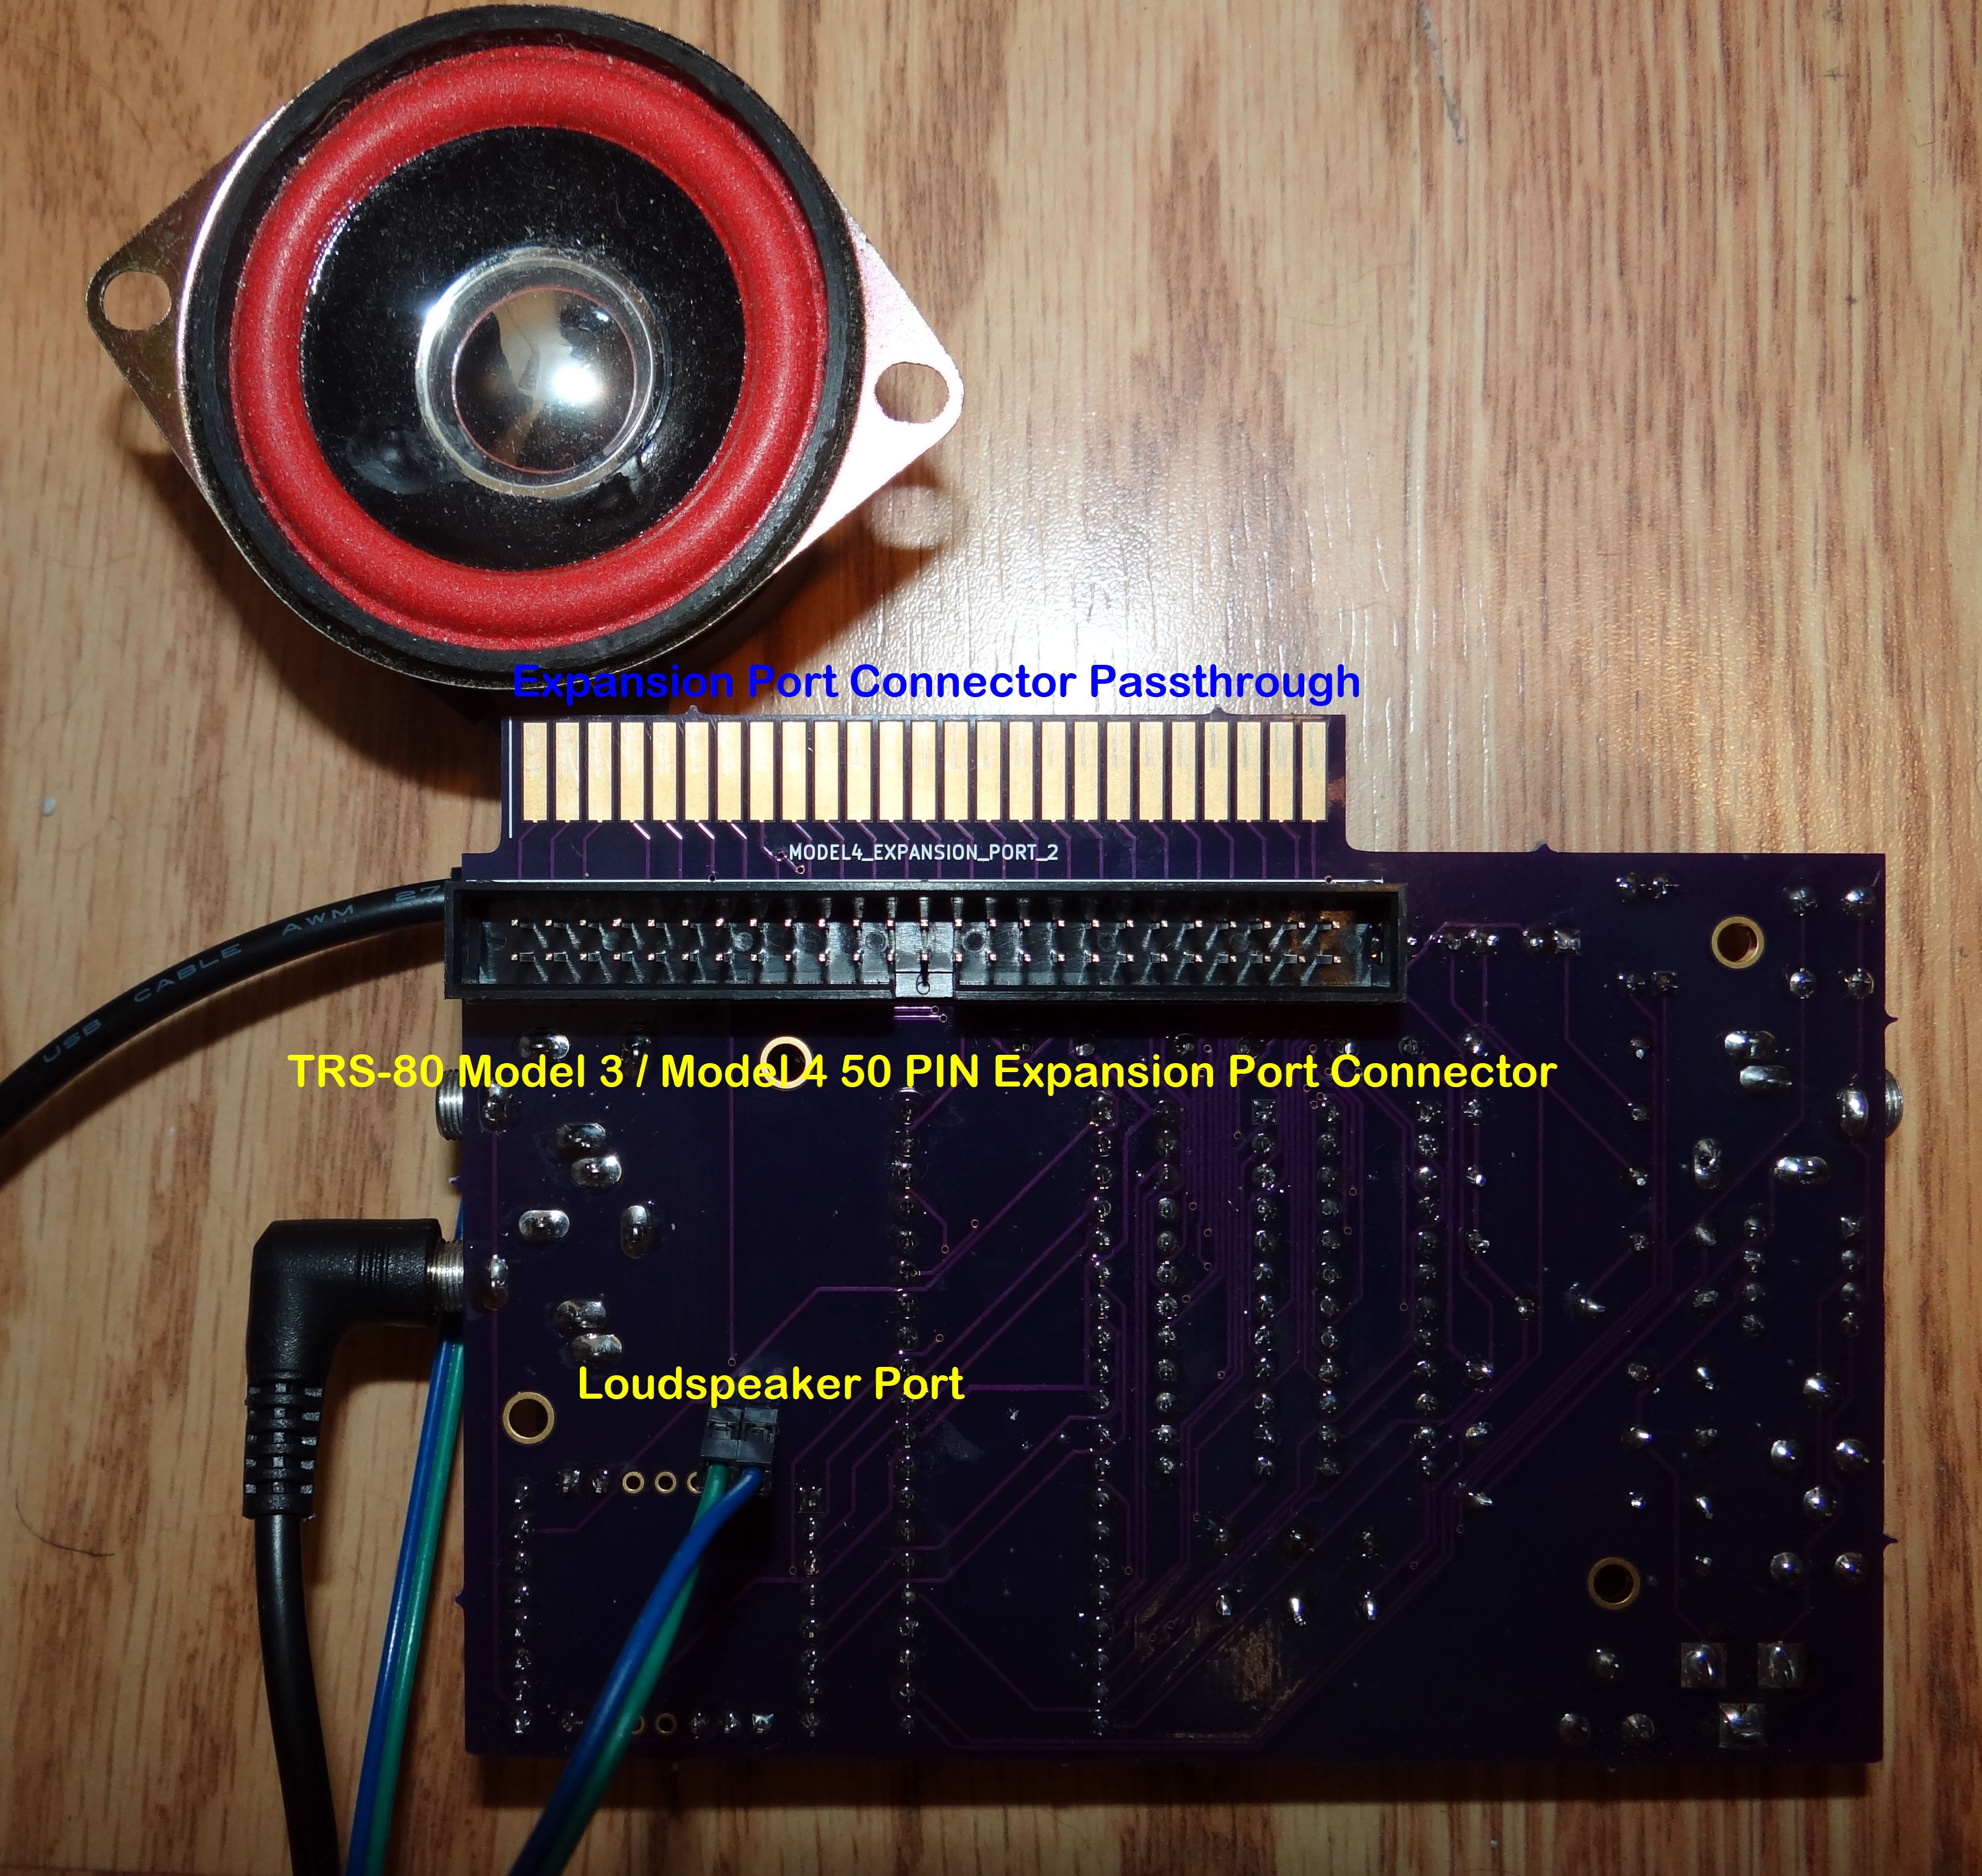 Expansion Port Connector Passthrough
MODEL4_EXPANSION_PORT_2
USB CABLE AWM 27
TRS-80 Model 3 / Model 4 50 PIN Expansion Port Connector
Loudspeaker Port